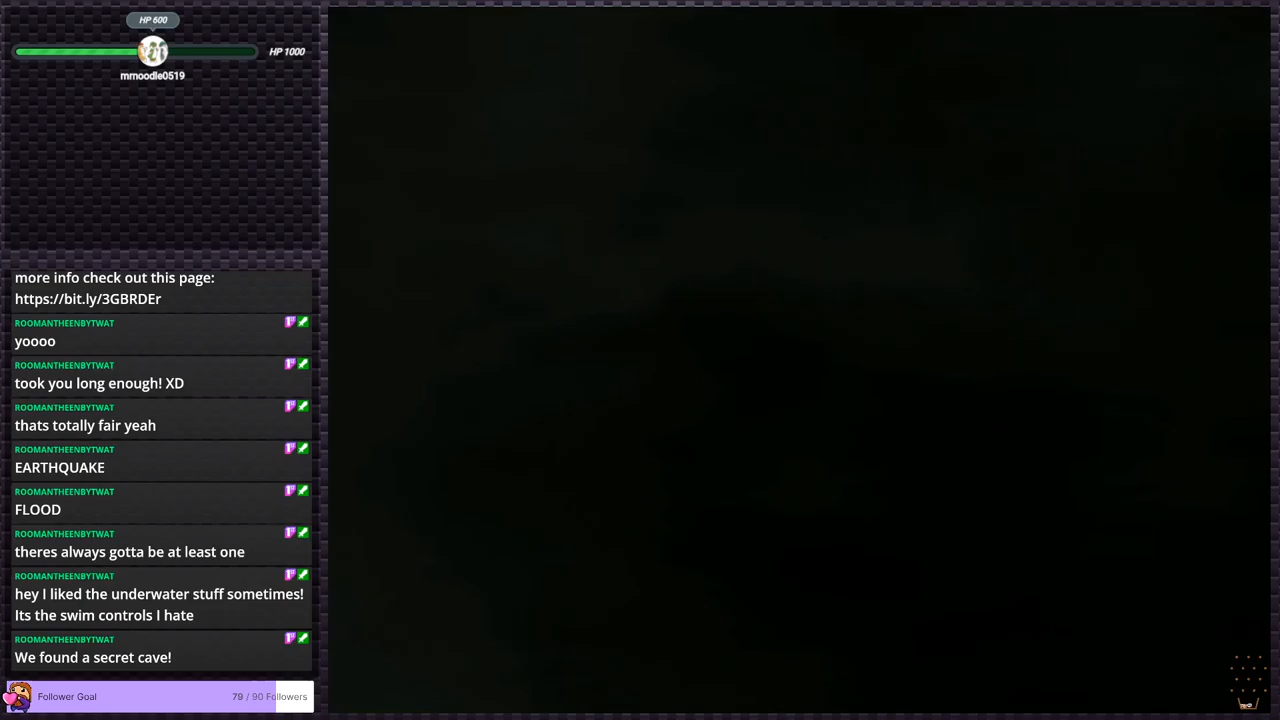 HP 600
HP 1000
mrnoodle0519
more info check out this page:
https://bit.ly/3GBRDEr
ROOMANTHEENBYTWAT
yoooo
ROOMANTHEENBYTWAT
took you long enough! XD
ROOMANTHEENBYTWAT
thats totally fair yeah
ROOMANTHEENBYTWAT
EARTHQUAKE
ROOMANTHEENBYTWAT
FLOOD
ROOMANTHEENBYTWAT
theres always gotta be at least one
ROOMANTHEENBYTWAT
hey I liked the underwater stuff sometimes!
Its the swim controls I hate
ROOMANTHEENBYTWAT
We found a secret cave!
Follower Goal 79 / 90 Followers